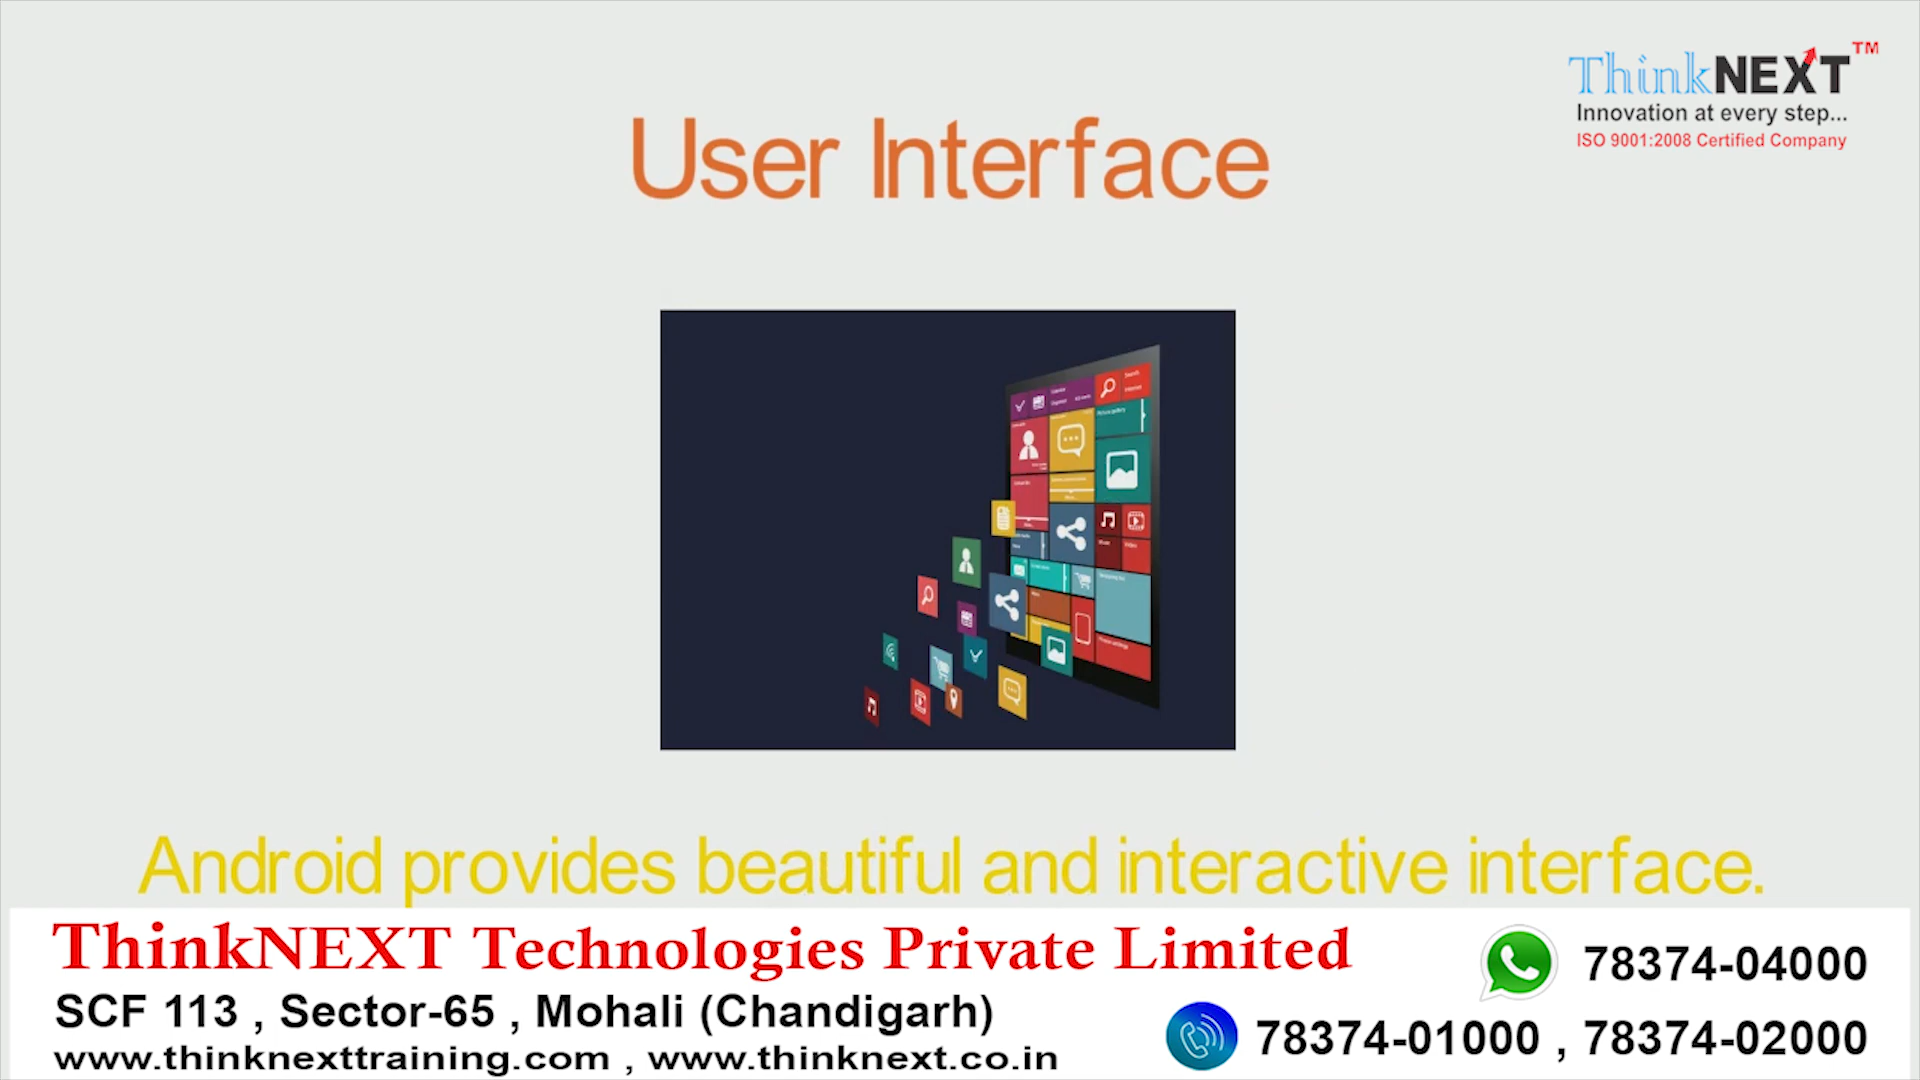 ThinkNEXT TM
Innovation at every step...
ISO 9001:2008 Certified Company
User Interface
Android provides beautiful and interactive interface.
ThinkNEXT Technologies Private Limited
SCF 113 , Sector-65 , Mohali (Chandigarh)
www.thinknexttraining.com , www.thinknext.co.in
78374-04000
78374-01000 , 78374-02000